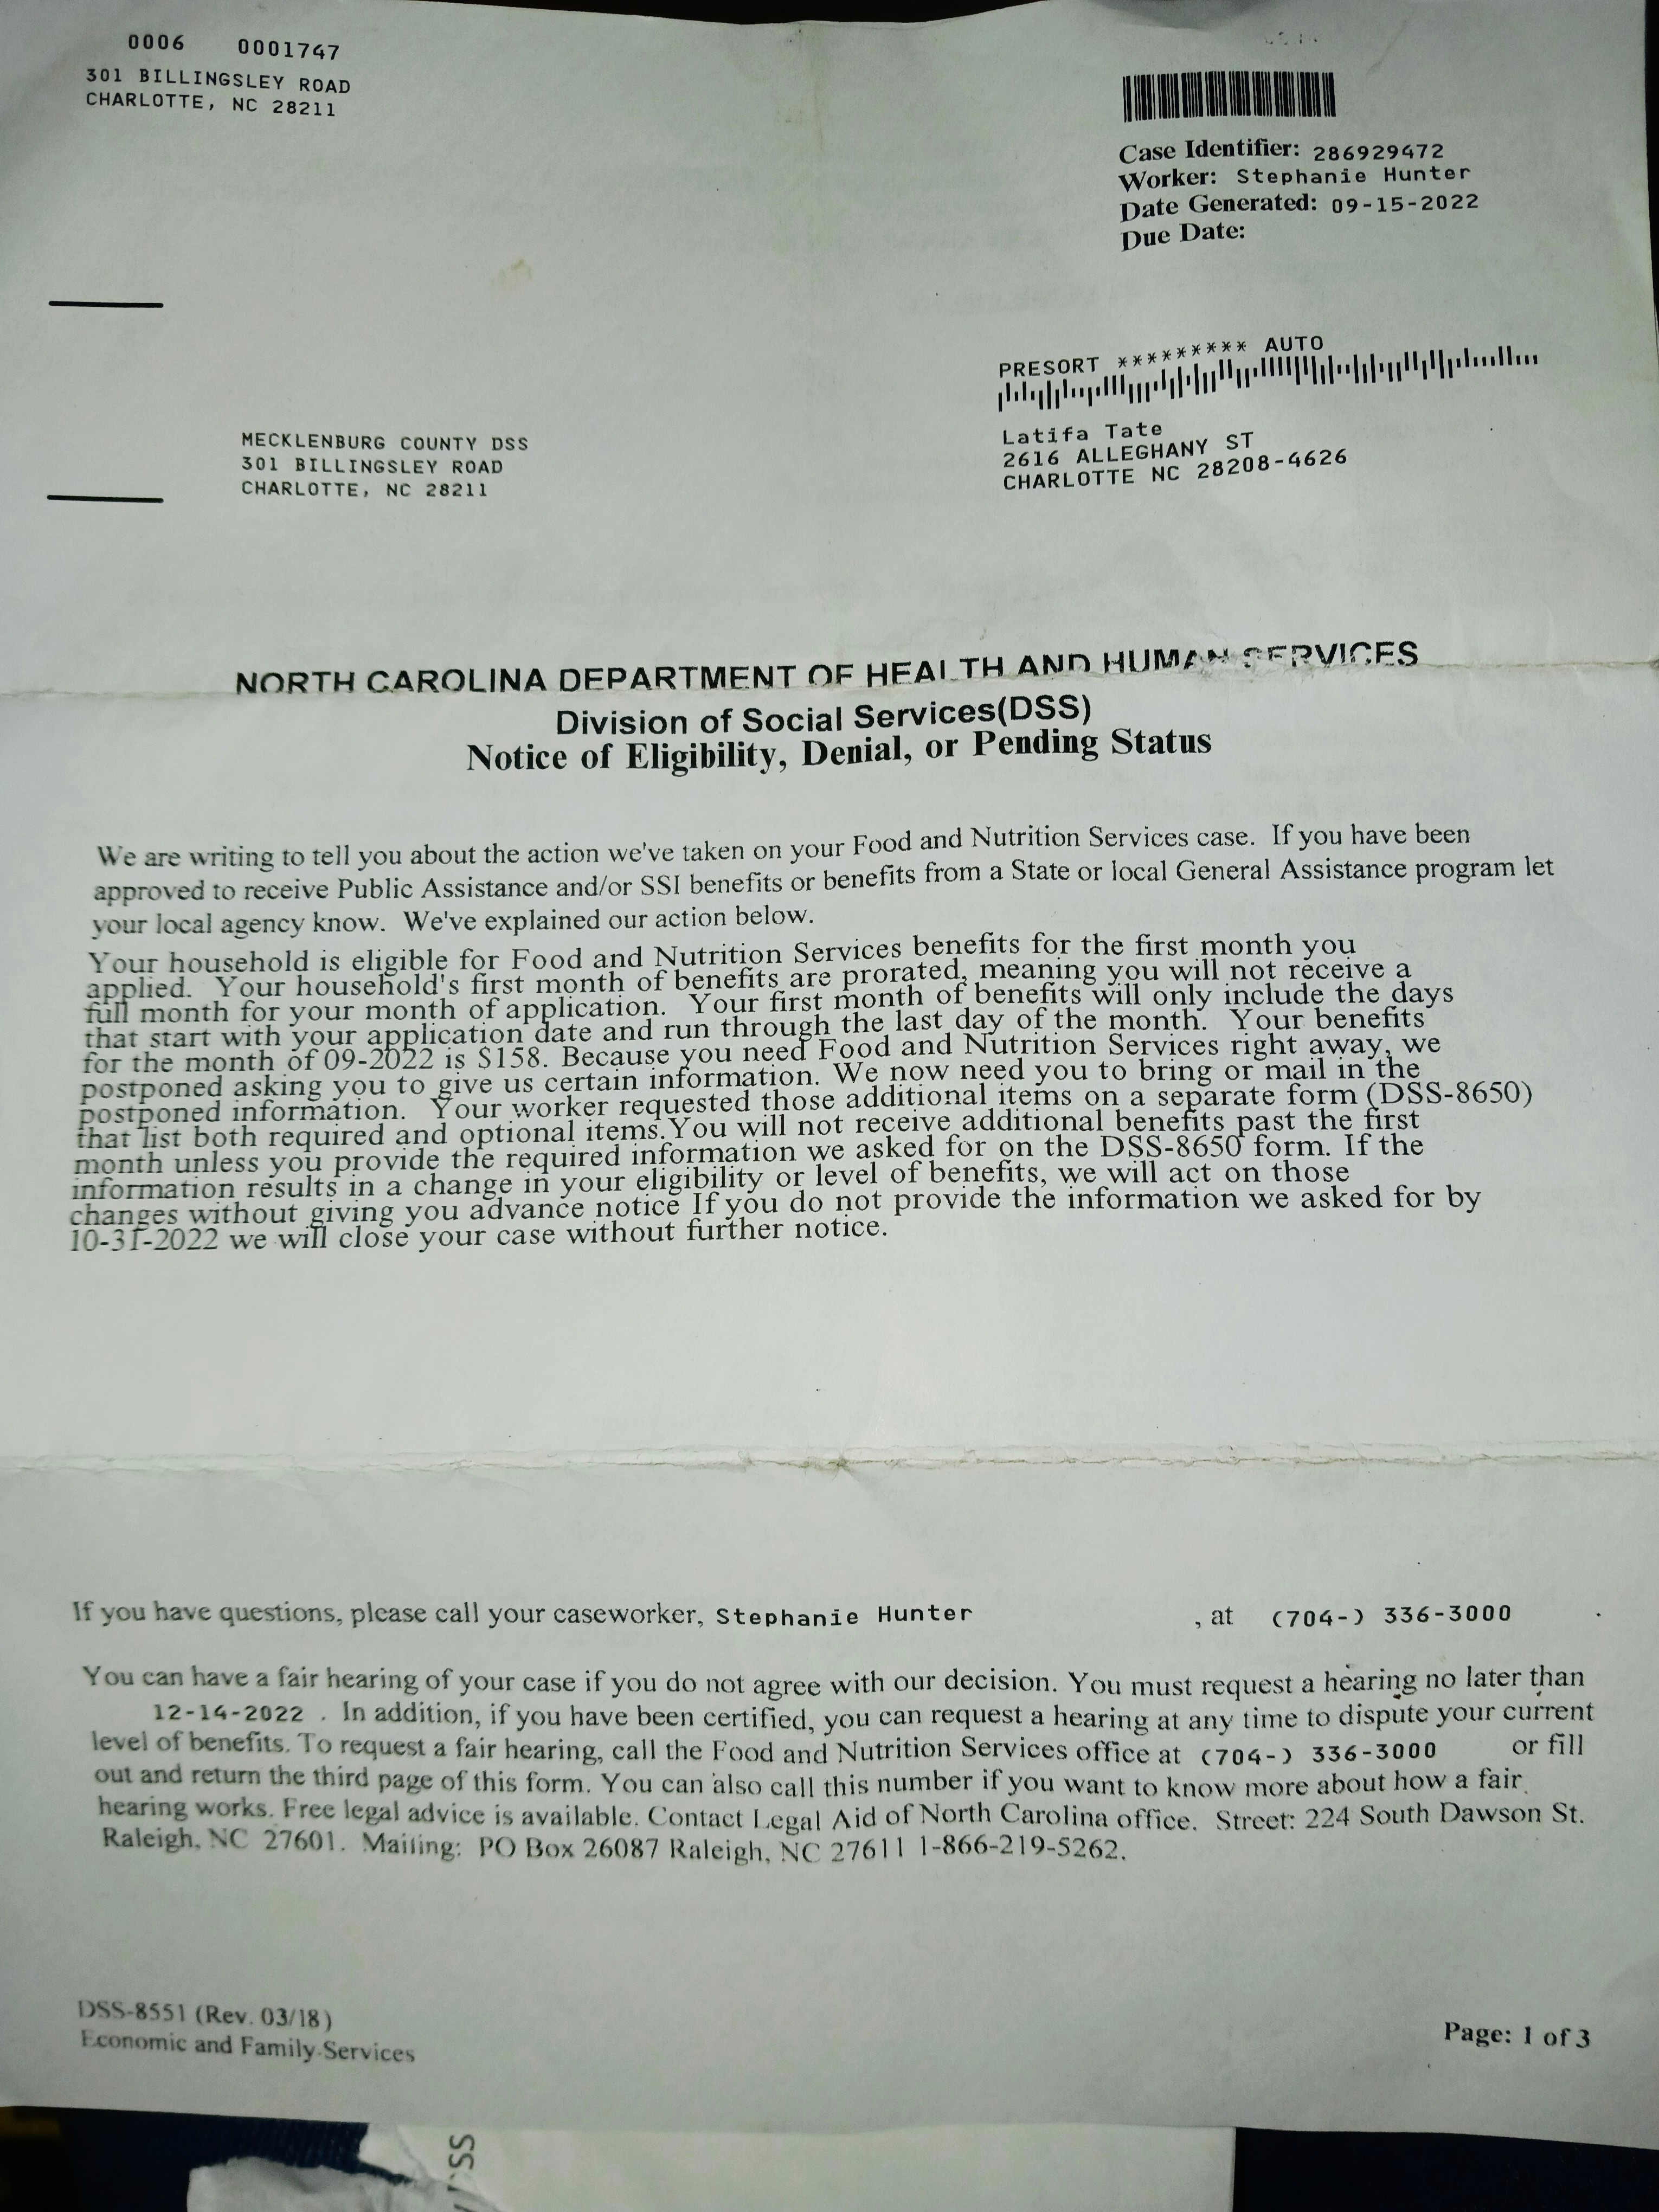 0006 0001747
301 BILLINGSLEY ROAD
CHARLOTTE, NC 28211
Case Identifier: 286929472
Worker: Stephanie Hunter
Date Generated: 09-15-2022
Due Date:
PRESORT ********* AUTO
MECKLENBURG COUNTY DSS
301 BILLINGSLEY ROAD
CHARLOTTE, NC 28211
Latifa Tate
2616 ALLEGHANY ST
CHARLOTTE NC 28208-4626
NORTH CAROLINA DEPARTMENT OF HEALTH AND HUMAN SERVICES
Division of Social Services(DSS)
Notice of Eligibility, Denial, or Pending Status
We are writing to tell you about the action we've taken on your Food and Nutrition Services case. If you have been
approved to receive Public Assistance and/or SSI benefits or benefits from a State or local General Assistance program let
your local agency know. We've explained our action below.
Your household is eligible for Food and Nutrition Services benefits for the first month you
applied. Your household's first month of benefits are prorated, meaning you will not receive a
full month for your month of application. Your first month of benefits will only include the days
that start with your application date and run through the last day of the month. Your benefits
for the month of 09-2022 is $158. Because you need Food and Nutrition Services right away, we
postponed asking you to give us certain information. We now need you to bring or mail in the
postponed information. Your worker requested those additional items on a separate form (DSS-8650)
that list both required and optional items.You will not receive additional benefits past the first
month unless you provide the required information we asked for on the DSS-8650 form. If the
information results in a change in your eligibility or level of benefits, we will act on those
changes without giving you advance notice If you do not provide the information we asked for by
10-31-2022 we will close your case without further notice.
If you have questions, please call your caseworker, Stephanie Hunter , at (704-) 336-3000 .
You can have a fair hearing of your case if you do not agree with our decision. You must request a hearing no later than
12-14-2022 . In addition, if you have been certified, you can request a hearing at any time to dispute your current
level of benefits. To request a fair hearing, call the Food and Nutrition Services office at (704-) 336-3000 or fill
out and return the third page of this form. You can also call this number if you want to know more about how a fair
hearing works. Free legal advice is available. Contact Legal Aid of North Carolina office. Street: 224 South Dawson St.
Raleigh, NC 27601. Mailing: PO Box 26087 Raleigh, NC 27611 1-866-219-5262.
DSS-8551 (Rev. 03/18)
Economic and Family Services
Page: 1 of 3